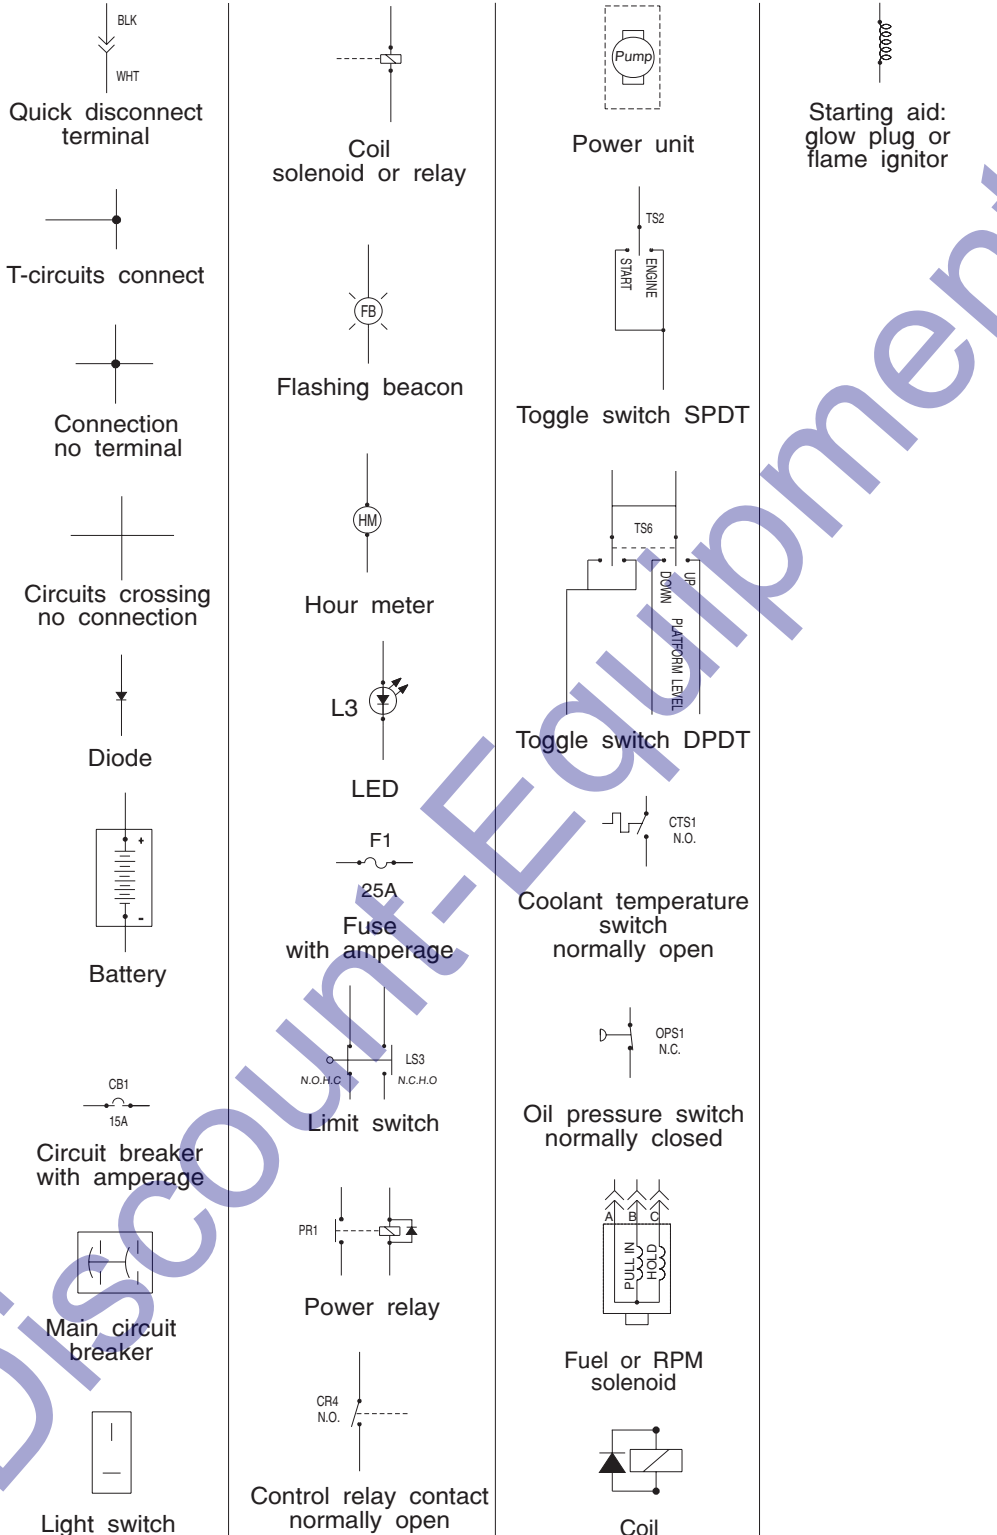 BLK
WHT
Quick disconnect
terminal
T-circuits connect
Connection
no terminal
Circuits crossing
no connection
Diode
+
-
Battery
CB1
15A
Circuit breaker
with amperage
Main circuit
breaker
Light switch
Coil
solenoid or relay
FB
Flashing beacon
HM
Hour meter
L3
LED
F1
25A
Fuse
with amperage
LS3
N.O.H.C
N.C.H.O
Limit switch
PR1
Power relay
CR4
N.O.
Control relay contact
normally open
Pump
Power unit
TS2
START
ENGINE
Toggle switch SPDT
TS6
DOWN
UP
PLATFORM LEVEL
Toggle switch DPDT
CTS1
N.O.
Coolant temperature
switch
normally open
OPS1
N.C.
Oil pressure switch
normally closed
A B C
PULL IN
HOLD
Fuel or RPM
solenoid
Coil
Starting aid:
glow plug or
flame ignitor
Discount-Equipment